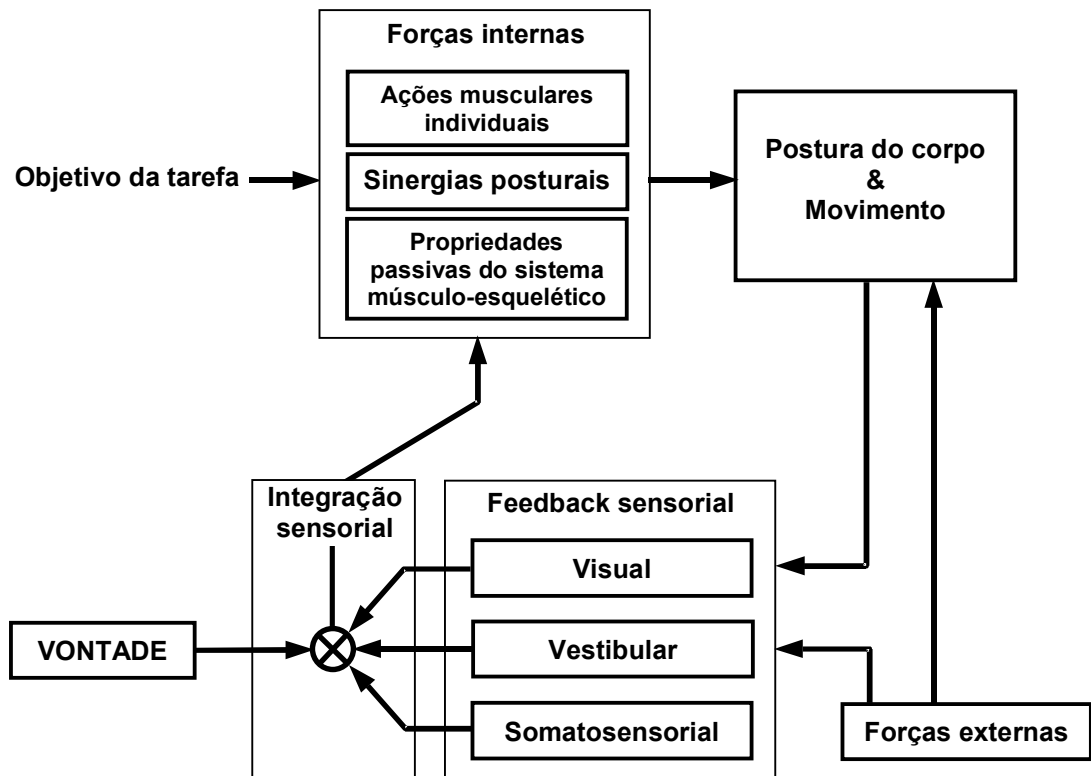 Forças internas
Ações musculares
individuais
Objetivo da tarefa
Sinergias posturais
Propriedades
passivas do sistema
músculo-esquelético
Postura do corpo
&
Movimento
Integração
sensorial
Feedback sensorial
Visual
VONTADE
Vestibular
Somatosensorial
Forças externas